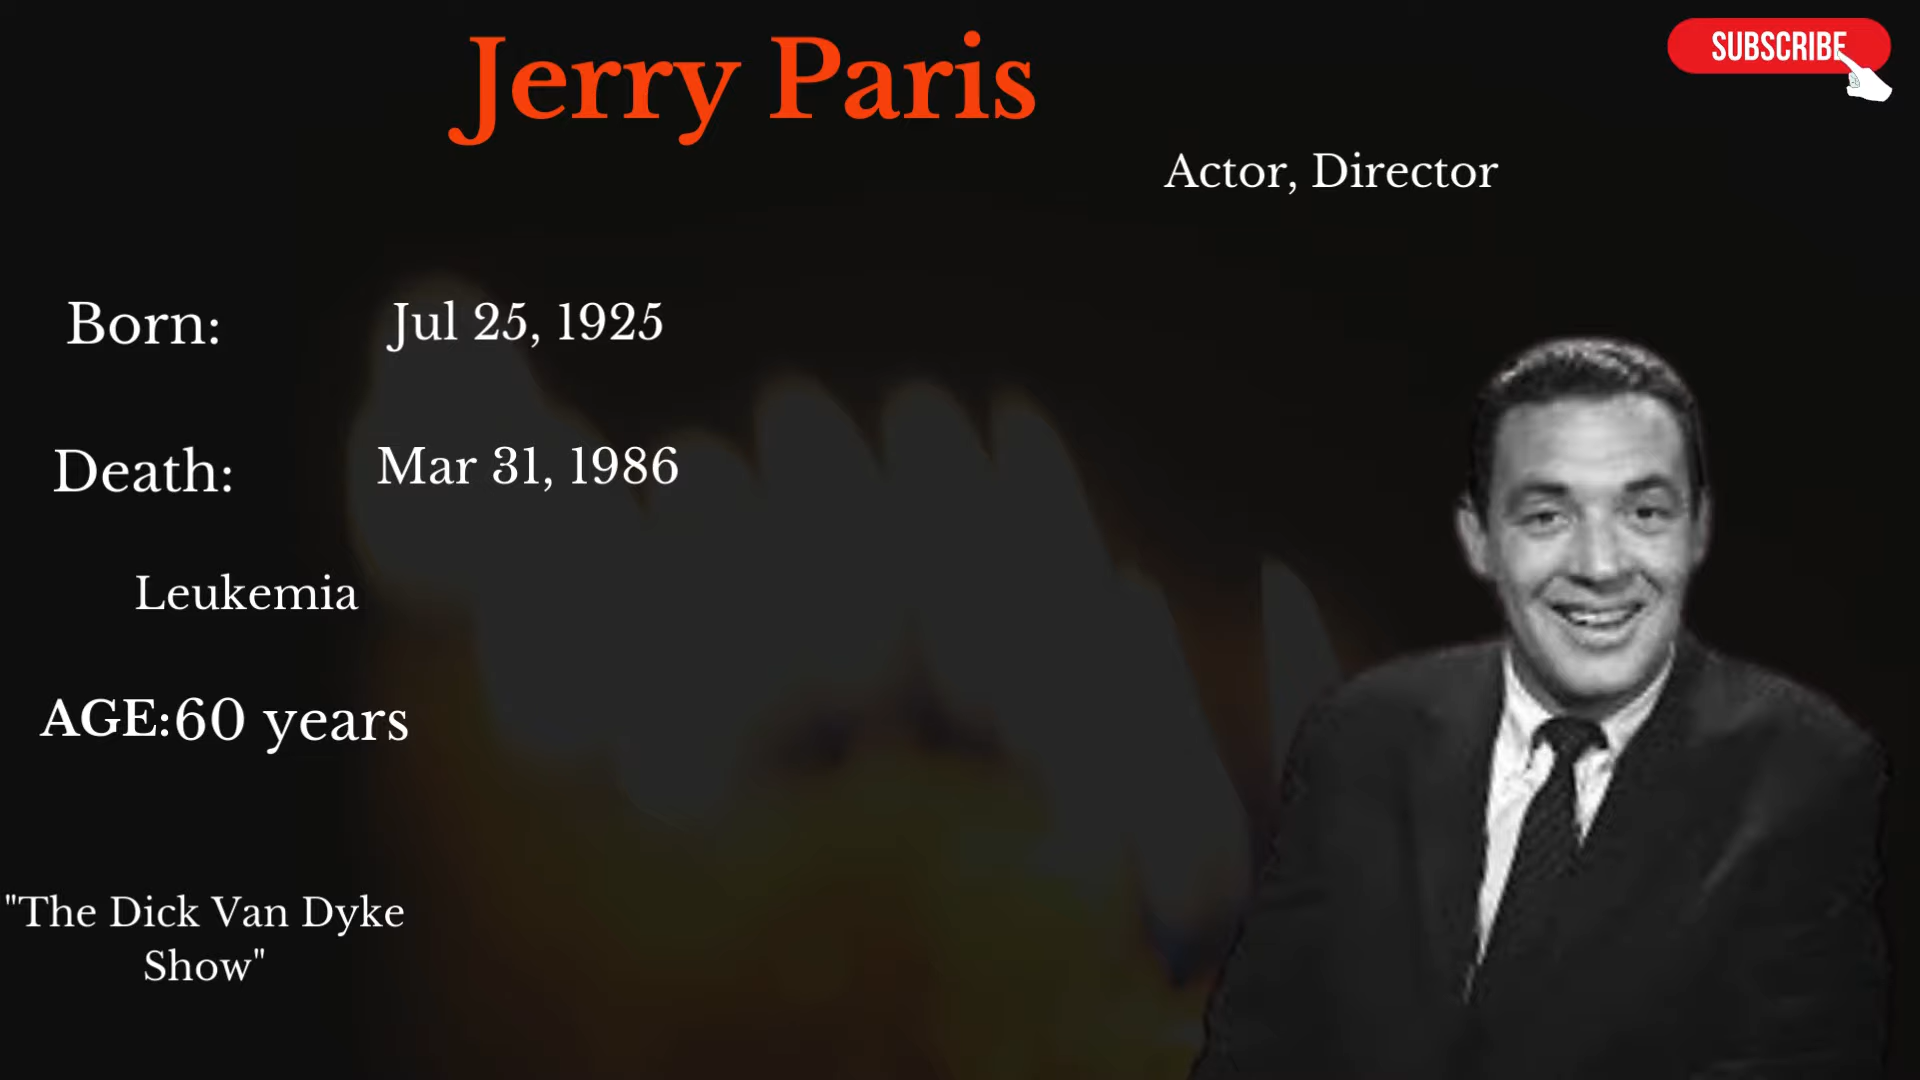 Jerry Paris
SUBSCRIBE
Actor, Director
Born: Jul 25, 1925
Death: Mar 31, 1986
Leukemia
AGE:60 years
"The Dick Van Dyke
Show"